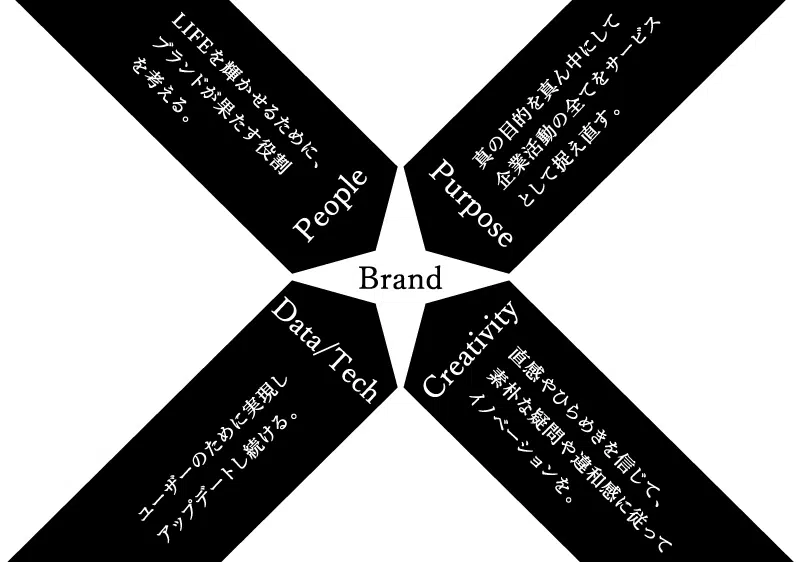 LIFEを輝かせるために、
ブランドが果たす役割
を考える。
People
真の目的を真ん中にして
企業活動の全てをサービス
として捉え直す。
Purpose
Brand
Data/Tech
ユーザーのために実現し
アップデートし続ける。
Creativity
直感やひらめきを信じて、
素朴な疑問や違和感に従って
イノベーションを。